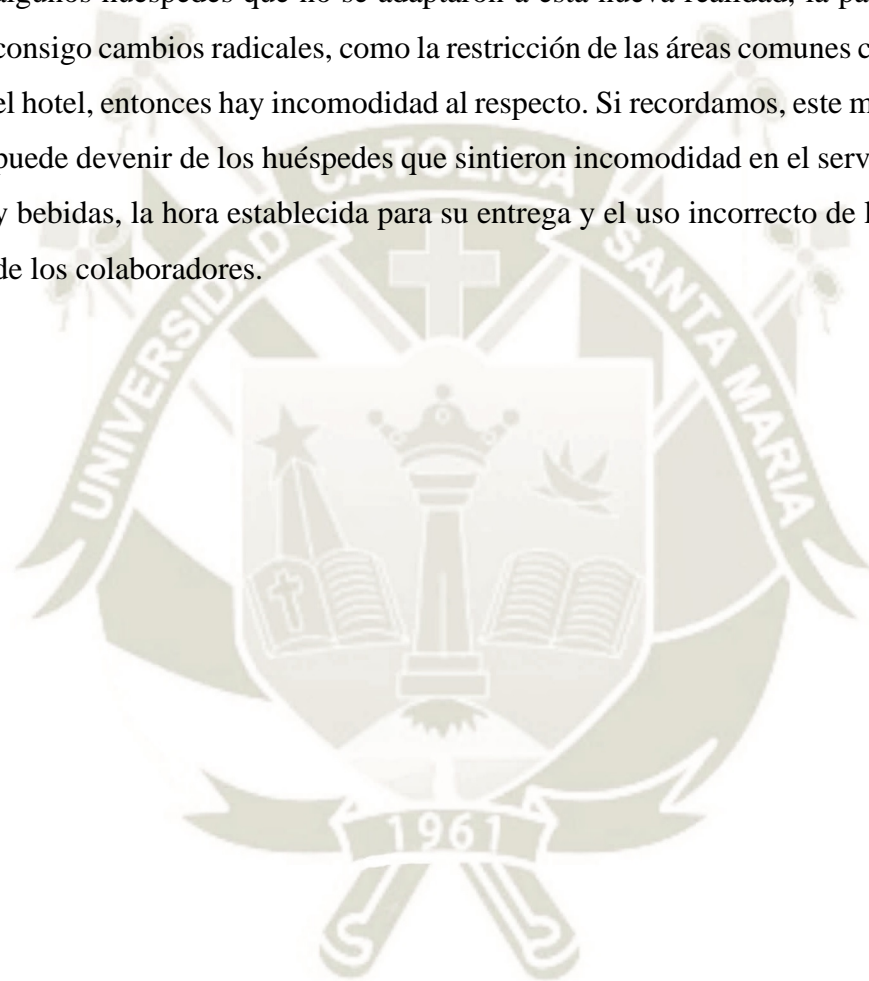 algunos huéspedes que no se adaptaron a esta nueva realidad, la pa
consigo cambios radicales, como la restricción de las áreas comunes c
el hotel, entonces hay incomodidad al respecto. Si recordamos, este m
puede devenir de los huéspedes que sintieron incomodidad en el serv
y bebidas, la hora establecida para su entrega y el uso incorrecto de l
de los colaboradores.
UNIVERSIDAD CATOLICA SANTA MARIA
1961